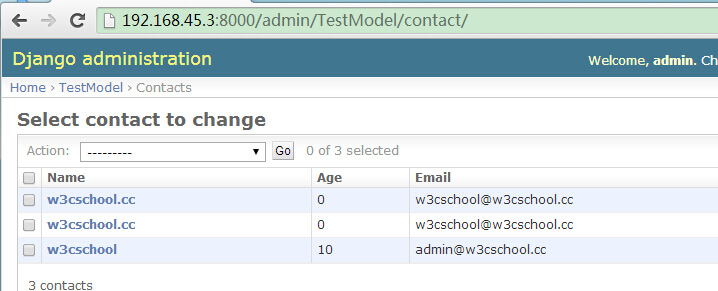 192.168.45.3:8000/admin/TestModel/contact/
Django administration Welcome, admin. Ch
Home › TestModel › Contacts
Select contact to change
Action: --------- Go 0 of 3 selected
Name Age Email
w3cschool.cc 0 w3cschool@w3cschool.cc
w3cschool.cc 0 w3cschool@w3cschool.cc
w3cschool 10 admin@w3cschool.cc
3 contacts